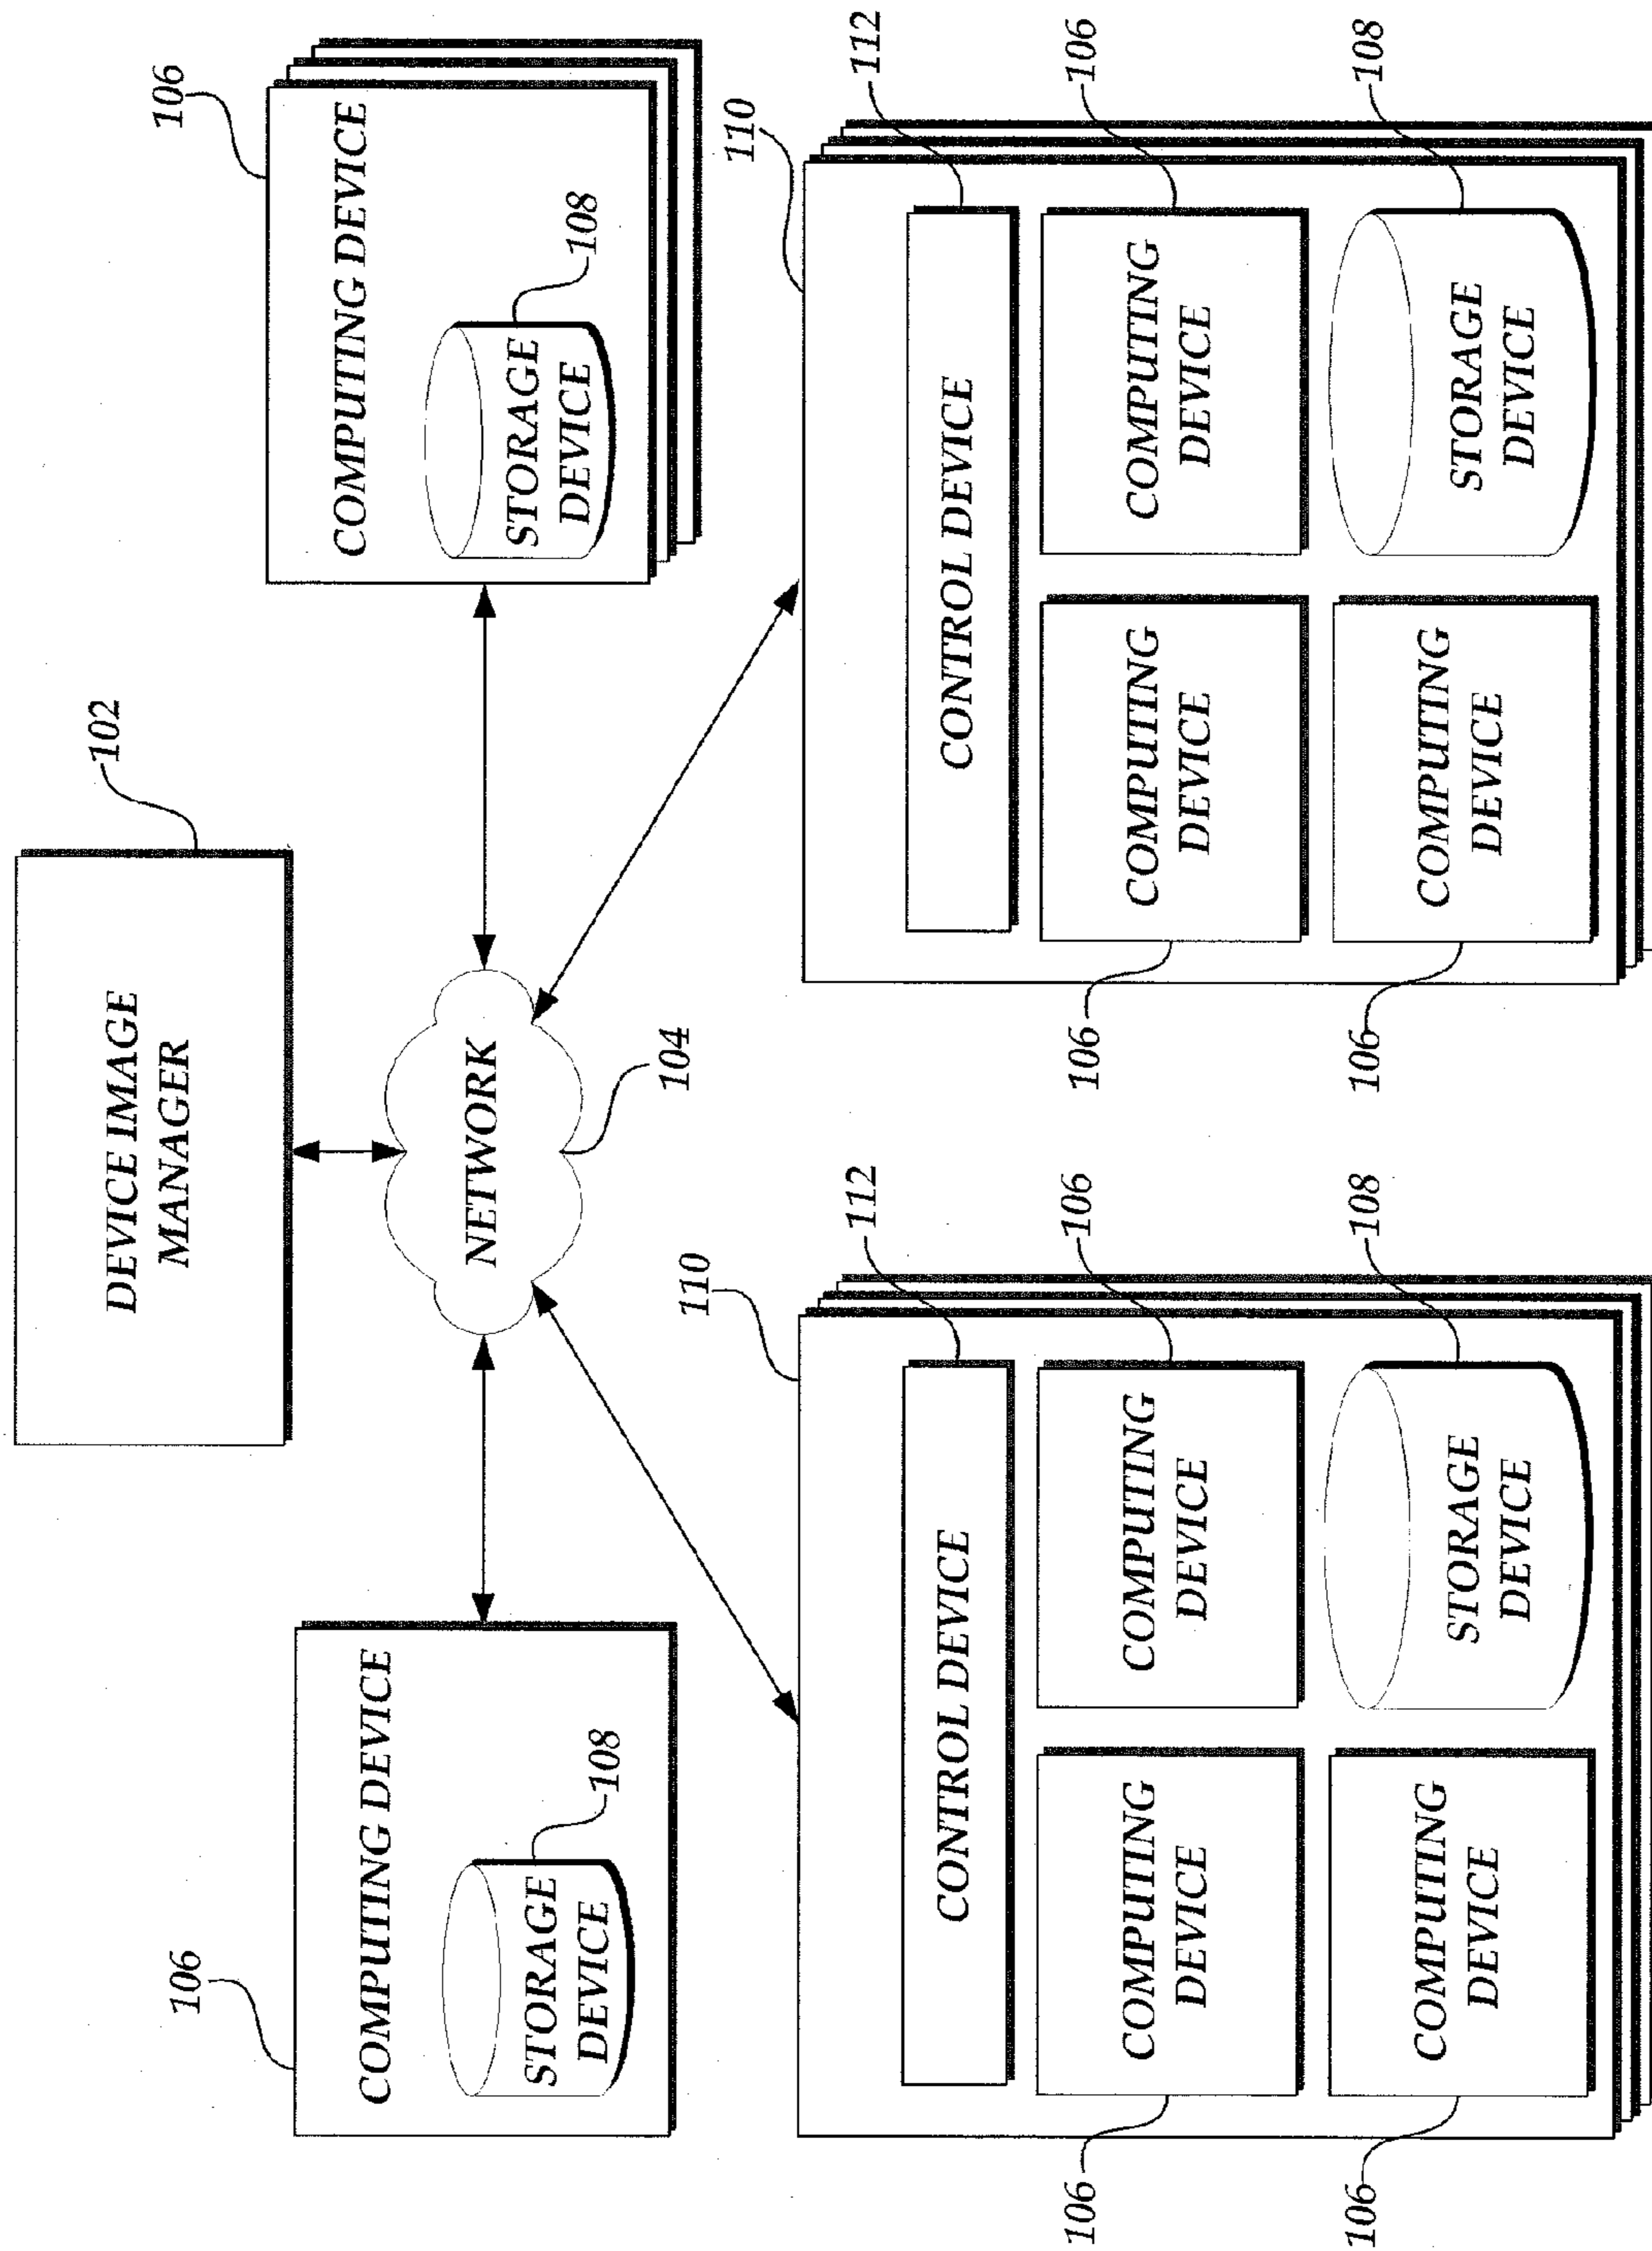 DEVICE IMAGE
MANAGER
102
106
COMPUTING DEVICE
STORAGE
DEVICE
108
NETWORK
104
106
COMPUTING DEVICE
STORAGE
DEVICE
108
110
CONTROL DEVICE
112
COMPUTING
DEVICE
106
COMPUTING
DEVICE
106
COMPUTING
DEVICE
106
STORAGE
DEVICE
108
110
CONTROL DEVICE
112
COMPUTING
DEVICE
106
COMPUTING
DEVICE
106
COMPUTING
DEVICE
106
STORAGE
DEVICE
108